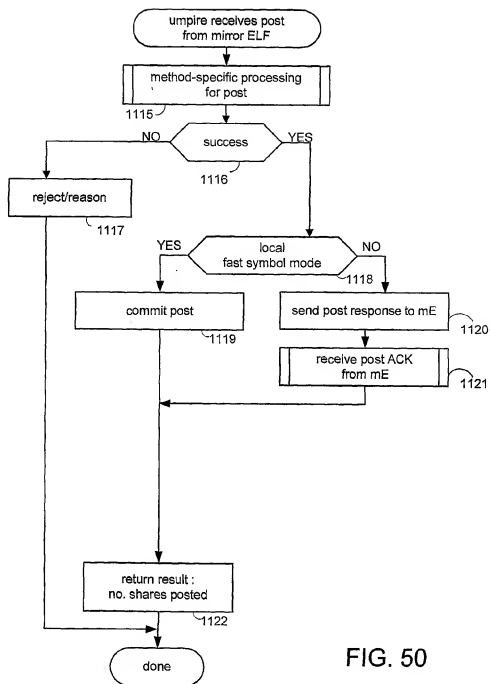 umpire receives post
from mirror ELF
method-specific processing
for post
1115
NO
success
YES
1116
reject/reason
1117
YES
local
fast symbol mode
NO
1118
commit post
1119
send post response to mE
1120
receive post ACK
from mE
1121
return result :
no. shares posted
1122
done
FIG. 50